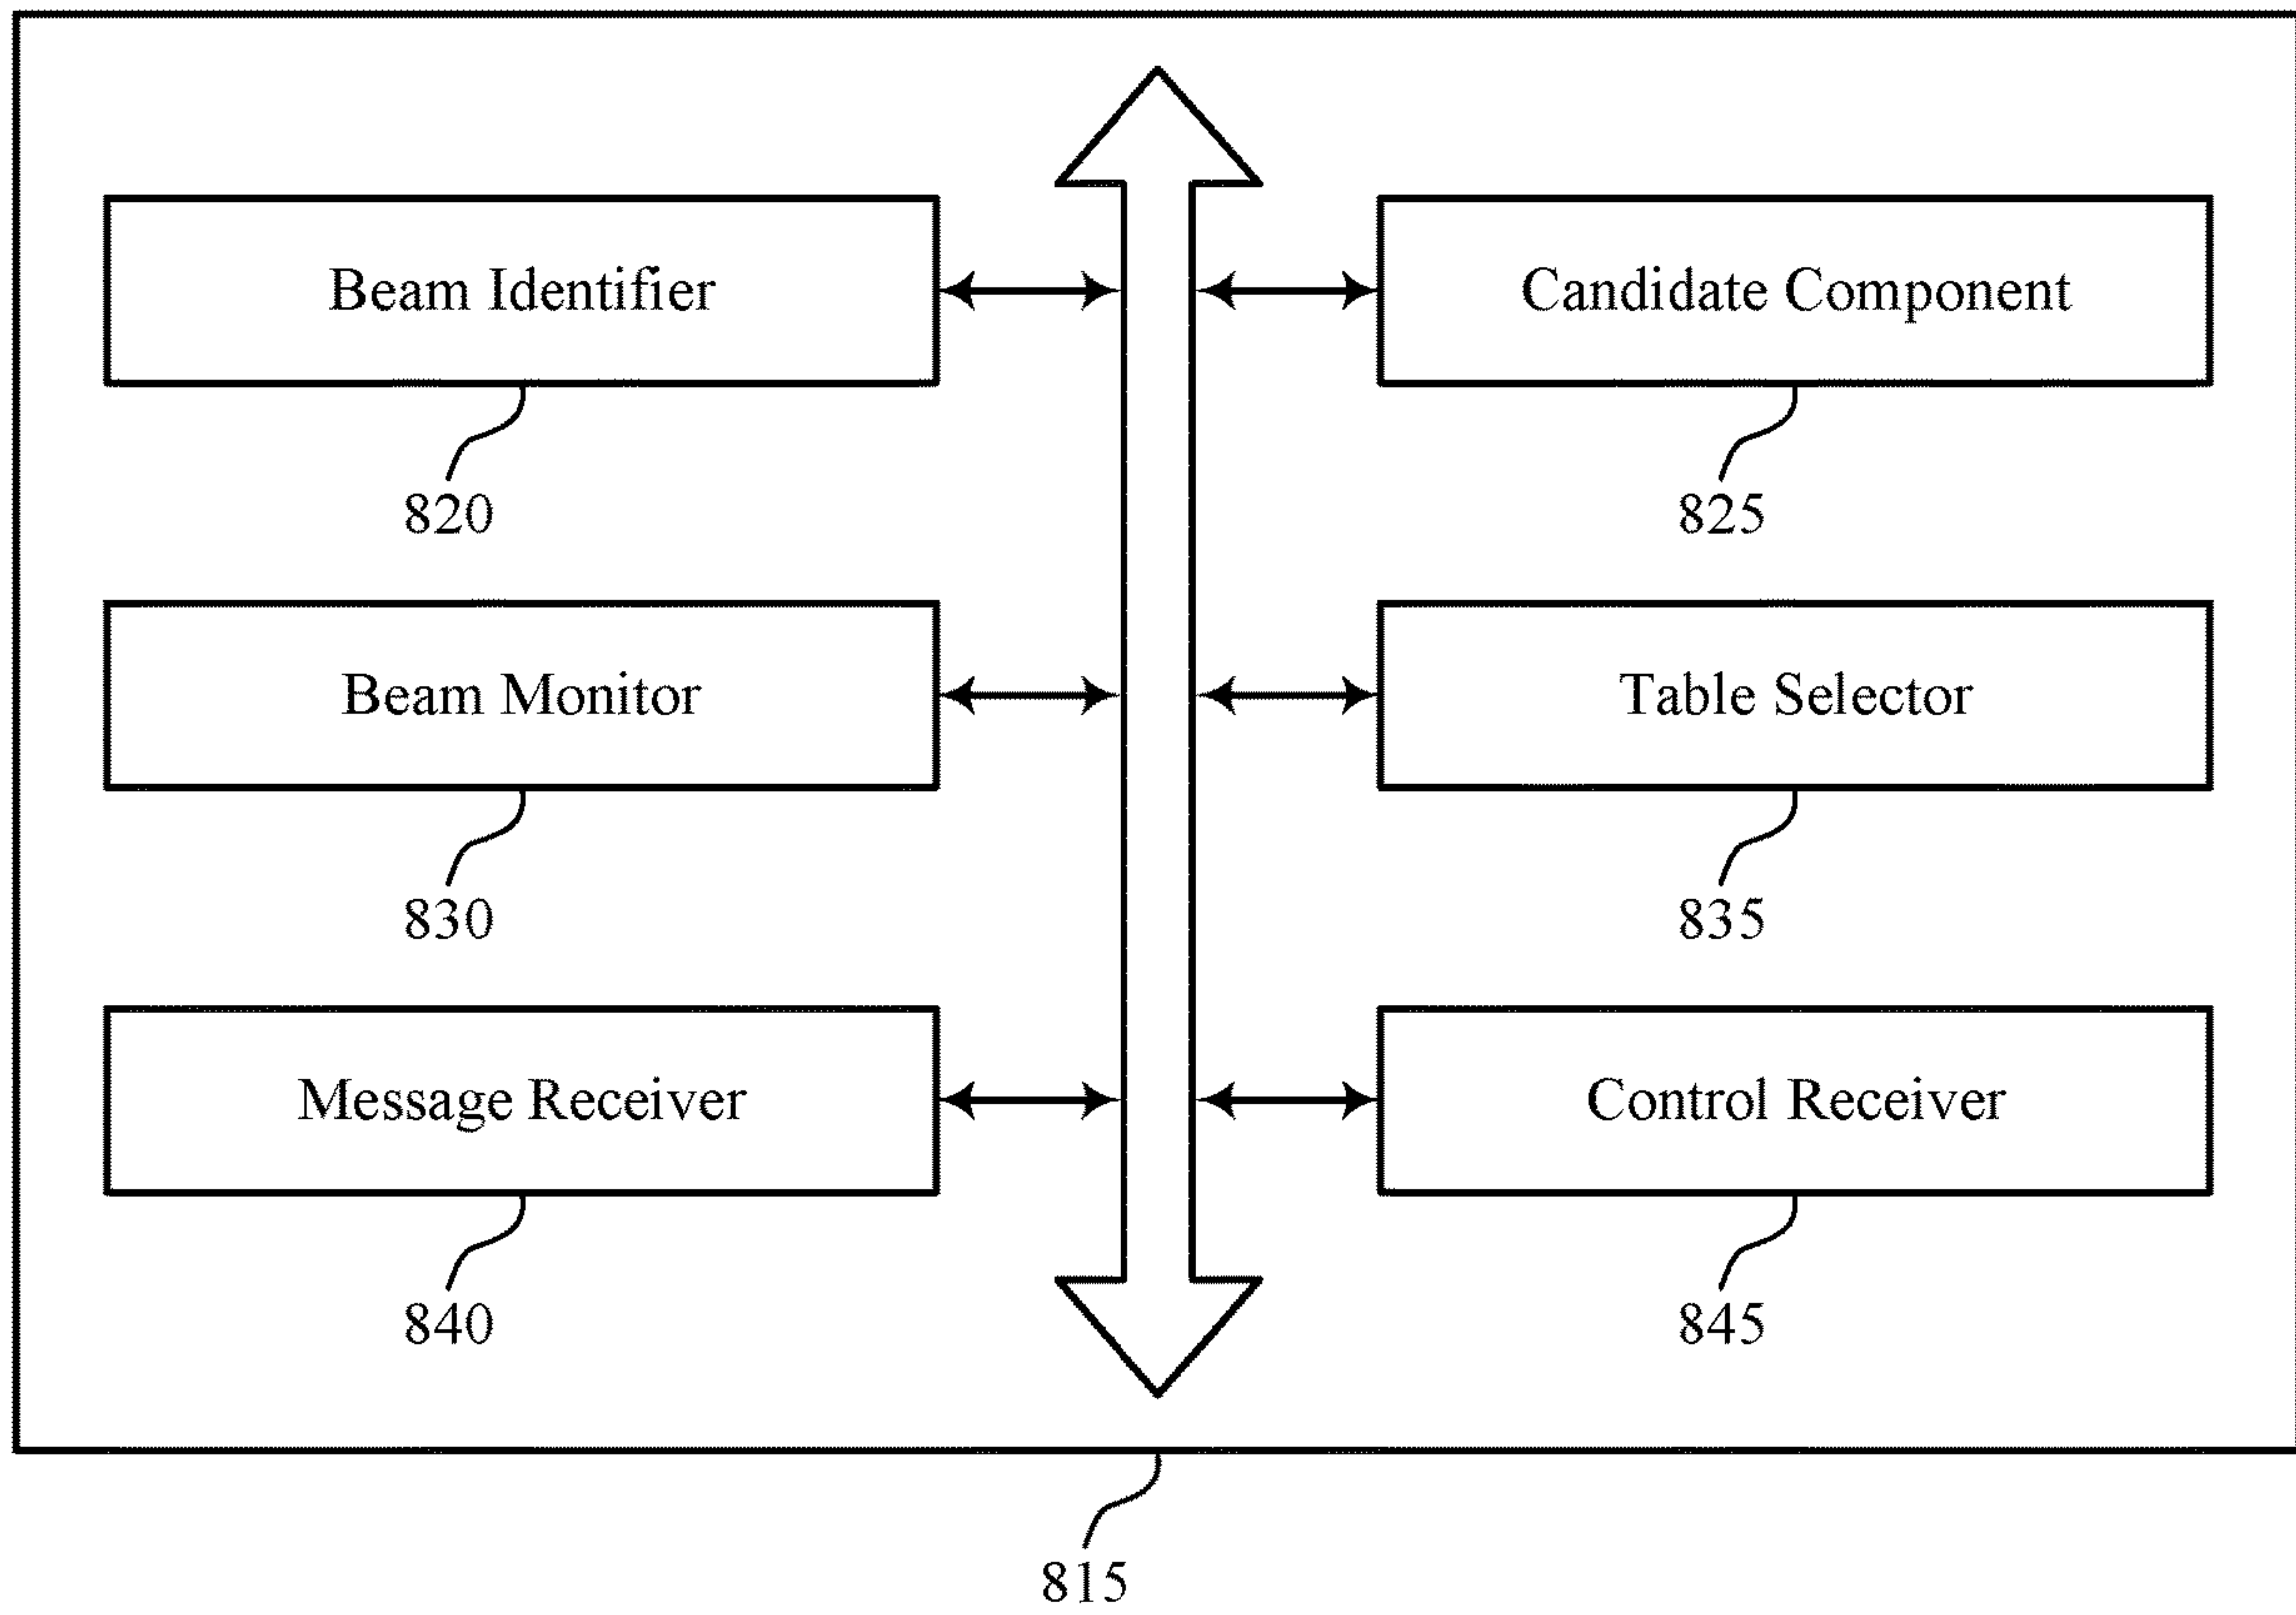 Beam Identifier
Candidate Component
820
825
Beam Monitor
Table Selector
830
835
Message Receiver
Control Receiver
840
845
815